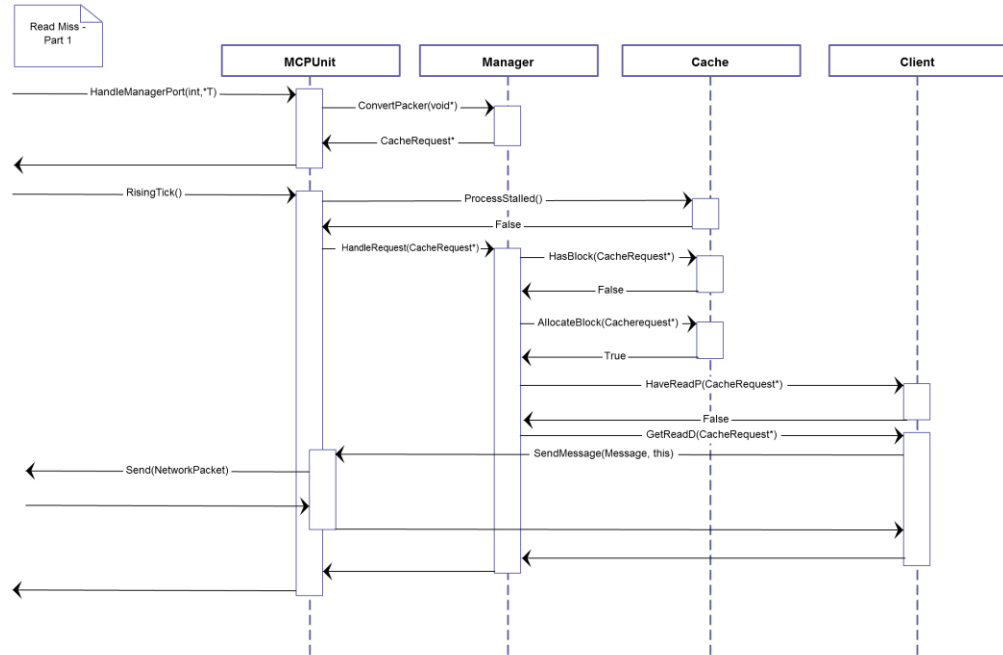 Read Miss -
Part 1
MCPUnit
Manager
Cache
Client
HandleManagerPort(int,*T)
ConvertPacker(void*)
CacheRequest*
RisingTick()
ProcessStalled()
False
HandleRequest(CacheRequest*)
HasBlock(CacheRequest*)
False
AllocateBlock(Cacherequest*)
True
HaveReadP(CacheRequest*)
False
GetReadD(CacheRequest*)
SendMessage(Message, this)
Send(NetworkPacket)